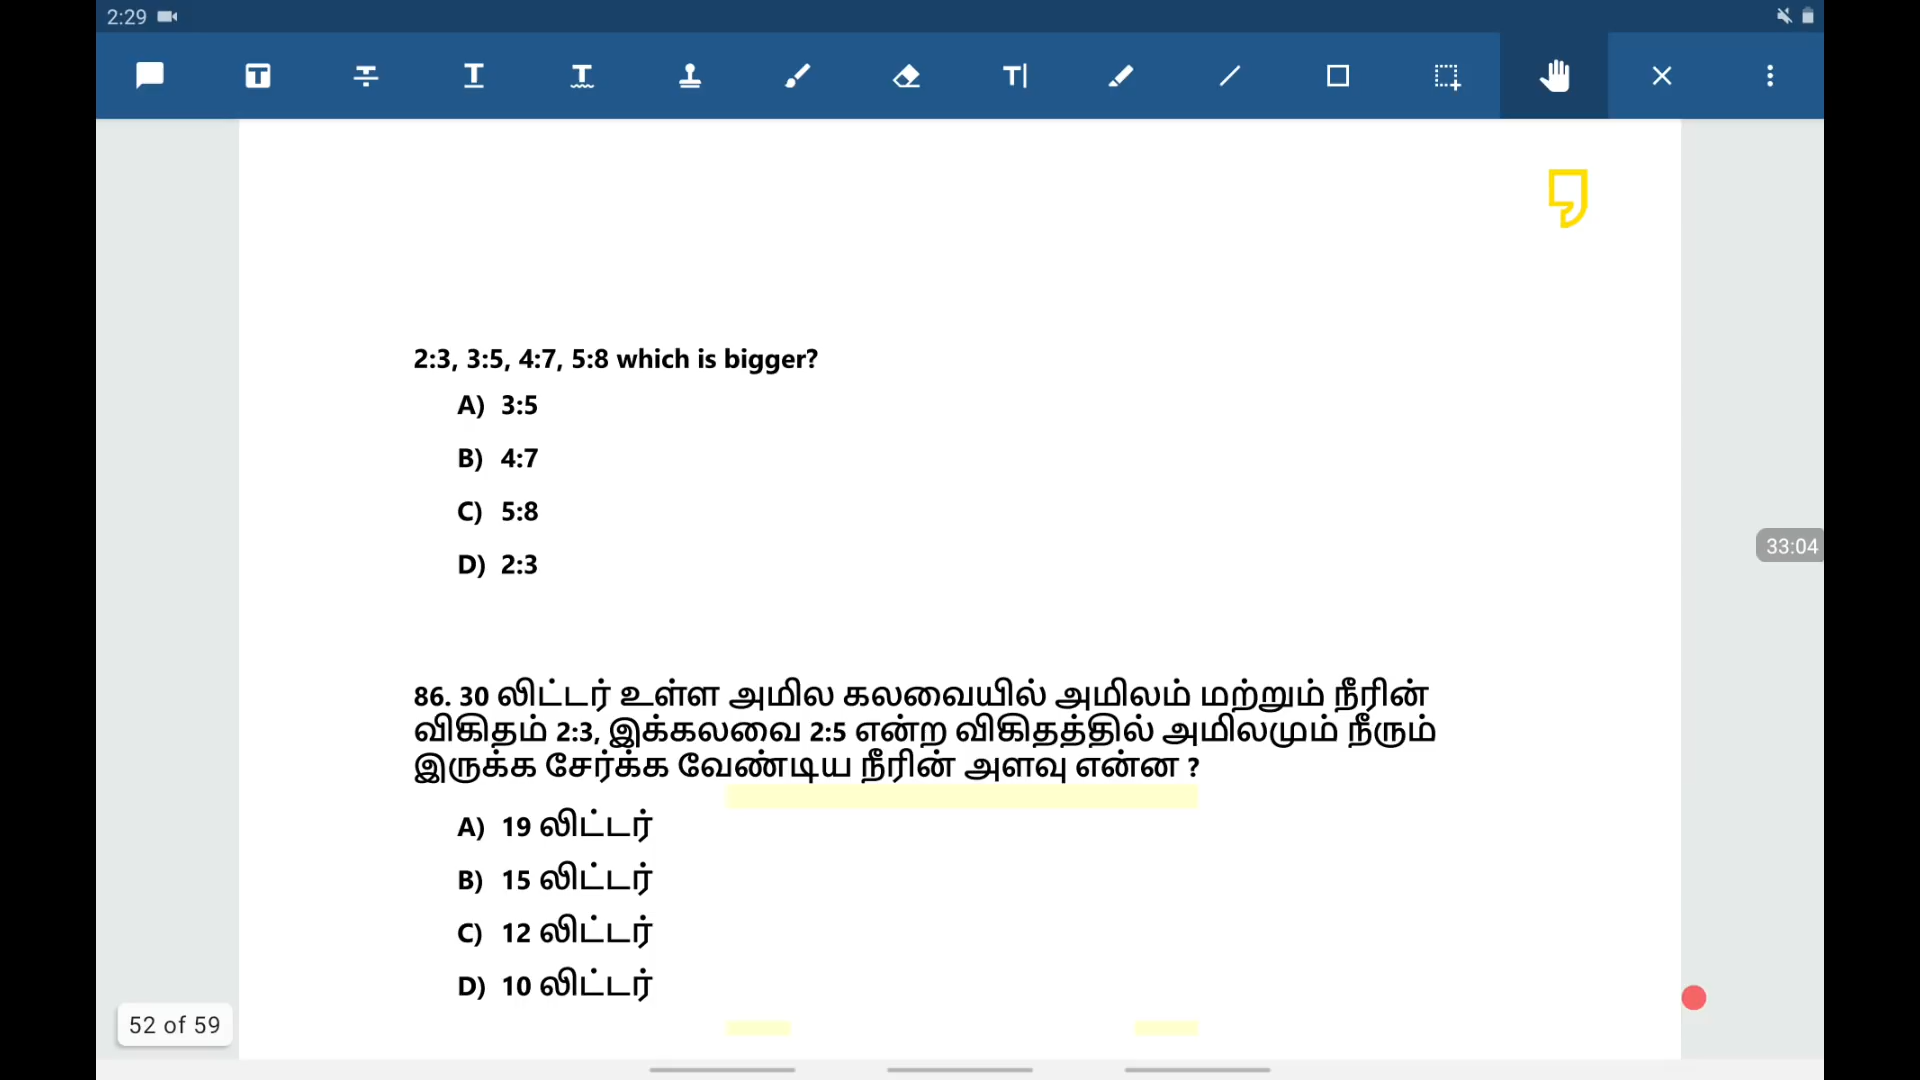 2:29
2:3, 3:5, 4:7, 5:8 which is bigger?
A) 3:5
B) 4:7
C) 5:8
D) 2:3
33:04
86. 30 லிட்டர் உள்ள அமில கலவையில் அமிலம் மற்றும் நீரின்
விகிதம் 2:3, இக்கலவை 2:5 என்ற விகிதத்தில் அமிலமும் நீரும்
இருக்க சேர்க்க வேண்டிய நீரின் அளவு என்ன ?
A) 19 லிட்டர்
B) 15 லிட்டர்
C) 12 லிட்டர்
D) 10 லிட்டர்
52 of 59